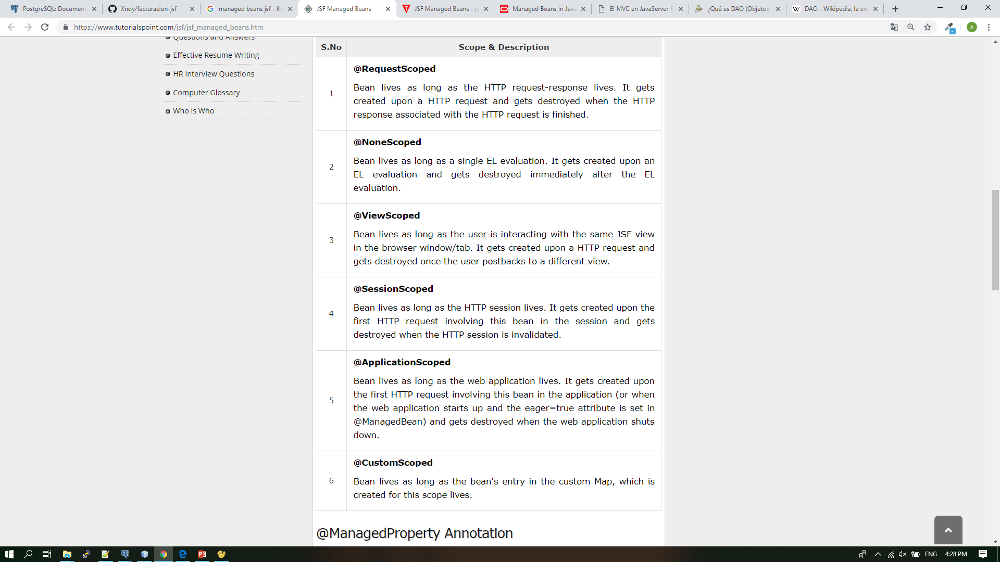 PostgreSQL: Document
Xndy/facturacion-jsf
managed beans jsf - Bu
JSF Managed Beans
JSF Managed Beans - ja
Managed Beans in Java
El MVC en JavaServer F
¿Qué es DAO (Objetos
DAO - Wikipedia, la en
https://www.tutorialspoint.com/jsf/jsf_managed_beans.htm
A
Questions and Answers
Effective Resume Writing
HR Interview Questions
Computer Glossary
Who is Who
S.No Scope & Description
@RequestScoped
1
Bean lives as long as the HTTP request-response lives. It gets
created upon a HTTP request and gets destroyed when the HTTP
response associated with the HTTP request is finished.
@NoneScoped
2
Bean lives as long as a single EL evaluation. It gets created upon an
EL evaluation and gets destroyed immediately after the EL
evaluation.
@ViewScoped
3
Bean lives as long as the user is interacting with the same JSF view
in the browser window/tab. It gets created upon a HTTP request and
gets destroyed once the user postbacks to a different view.
@SessionScoped
4
Bean lives as long as the HTTP session lives. It gets created upon the
first HTTP request involving this bean in the session and gets
destroyed when the HTTP session is invalidated.
@ApplicationScoped
5
Bean lives as long as the web application lives. It gets created upon
the first HTTP request involving this bean in the application (or when
the web application starts up and the eager=true attribute is set in
@ManagedBean) and gets destroyed when the web application shuts
down.
@CustomScoped
6
Bean lives as long as the bean's entry in the custom Map, which is
created for this scope lives.
@ManagedProperty Annotation
ENG 4:28 PM